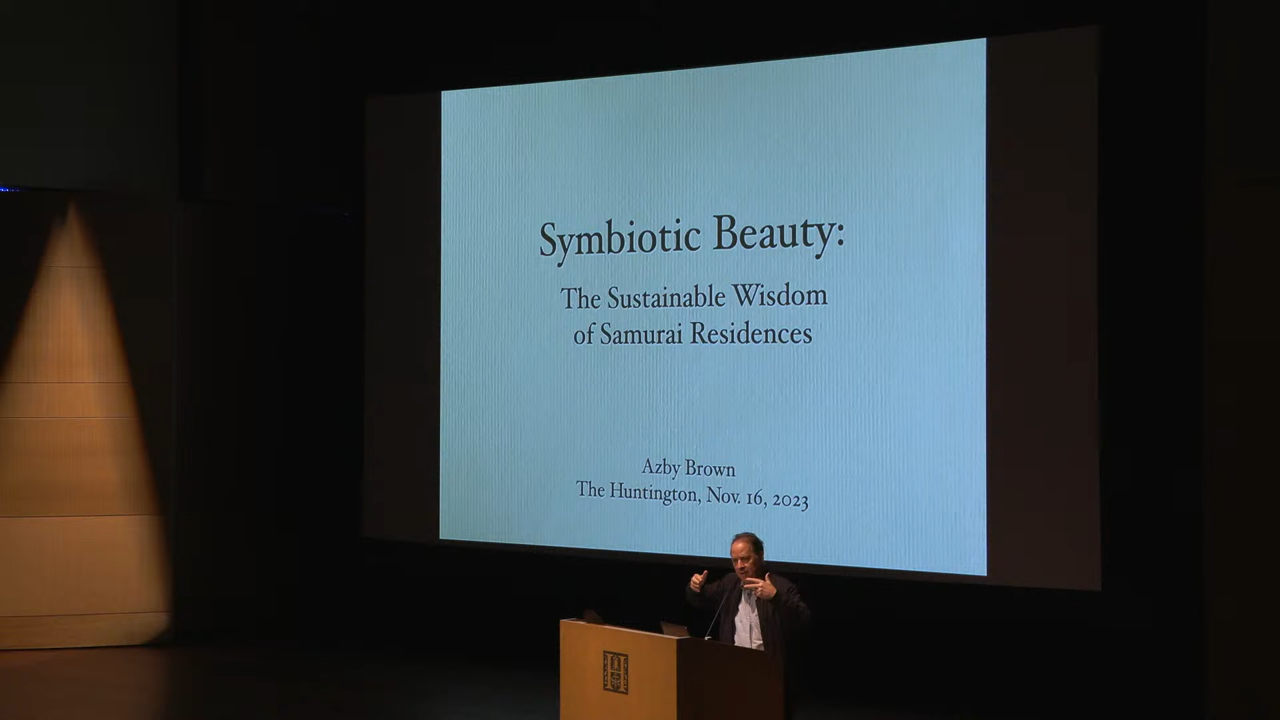 Symbiotic Beauty:
The Sustainable Wisdom
of Samurai Residences
Azby Brown
The Huntington, Nov. 16, 2023